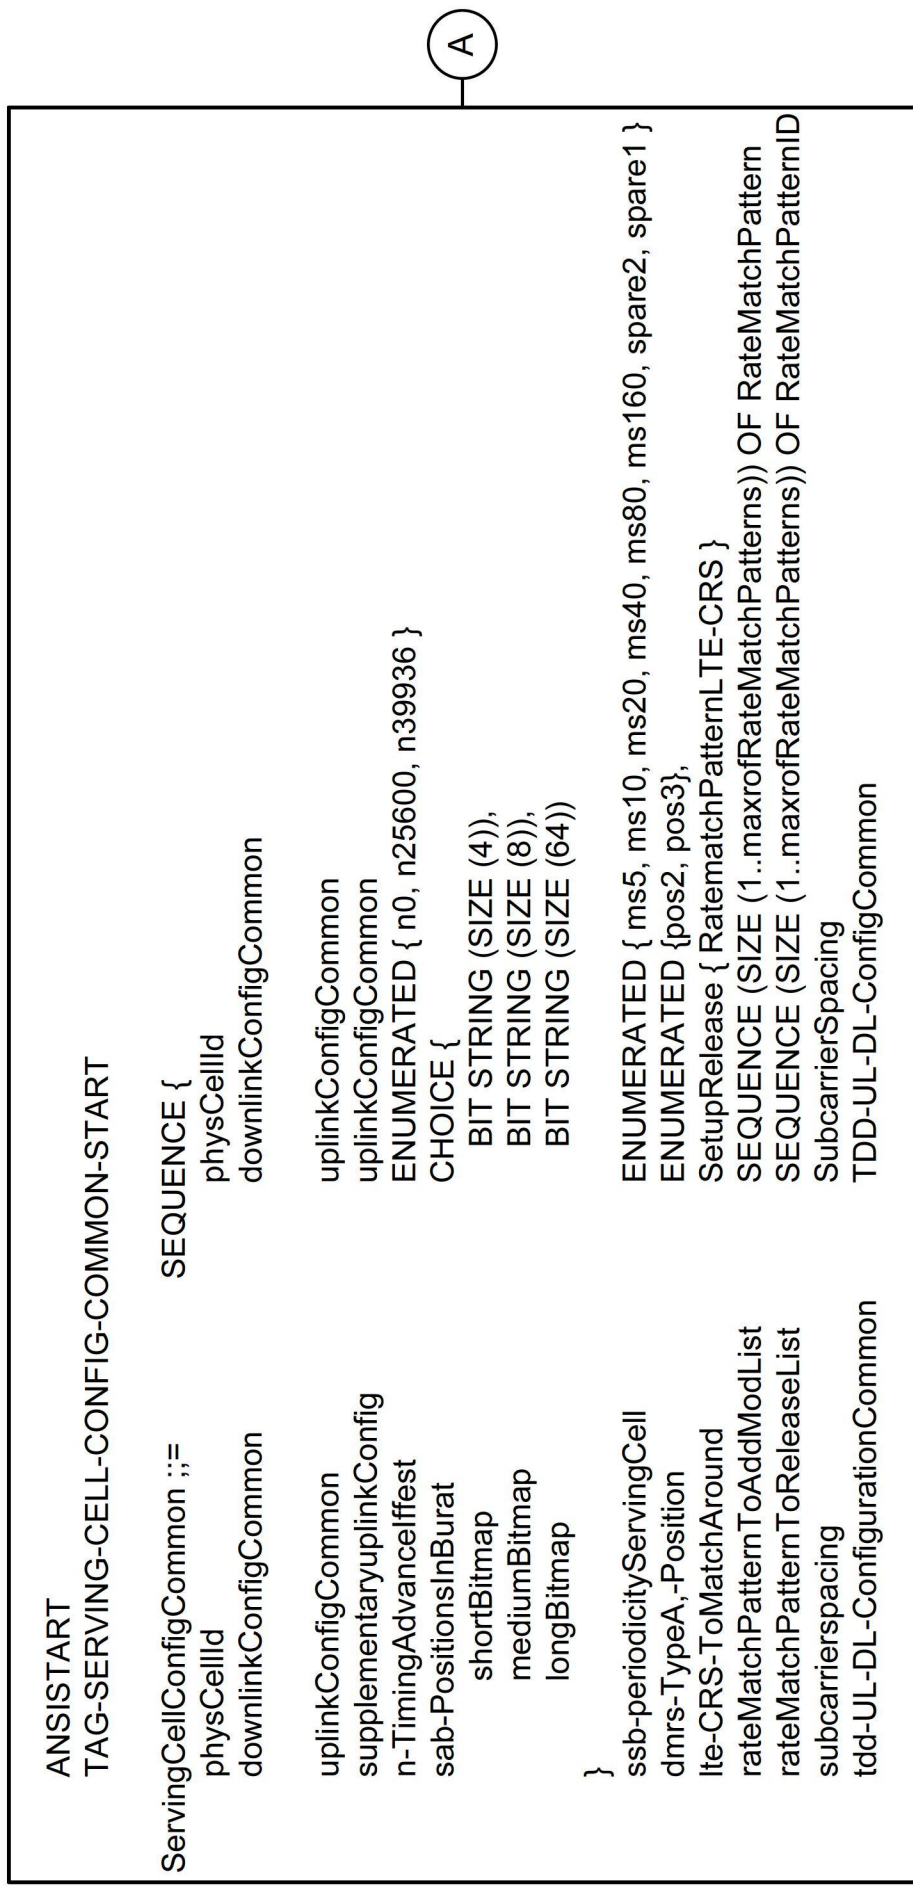 ANSISTART
TAG-SERVING-CELL-CONFIG-COMMON-START
ServingCellConfigCommon ;;= SEQUENCE {
physCellId physCellId
downlinkConfigCommon downlinkConfigCommon
uplinkConfigCommon uplinkConfigCommon
supplementaryuplinkConfig uplinkConfigCommon
n-TimingAdvanceIffest ENUMERATED { n0, n25600, n39936 }
sab-PositionsInBurat CHOICE {
shortBitmap BIT STRING (SIZE (4)),
mediumBitmap BIT STRING (SIZE (8)),
longBitmap BIT STRING (SIZE (64))
}
ssb-periodicityServingCell ENUMERATED { ms5, ms10, ms20, ms40, ms80, ms160, spare2, spare1 }
dmrs-TypeA,-Position ENUMERATED {pos2, pos3},
lte-CRS-ToMatchAround SetupRelease { RatematchPatternLTE-CRS }
rateMatchPatternToAddModList SEQUENCE (SIZE (1..maxrofRateMatchPatterns)) OF RateMatchPattern
rateMatchPatternToReleaseList SEQUENCE (SIZE (1..maxrofRateMatchPatterns)) OF RateMatchPatternID
subcarrierspacing SubcarrierSpacing
tdd-UL-DL-ConfigurationCommon TDD-UL-DL-ConfigCommon
A